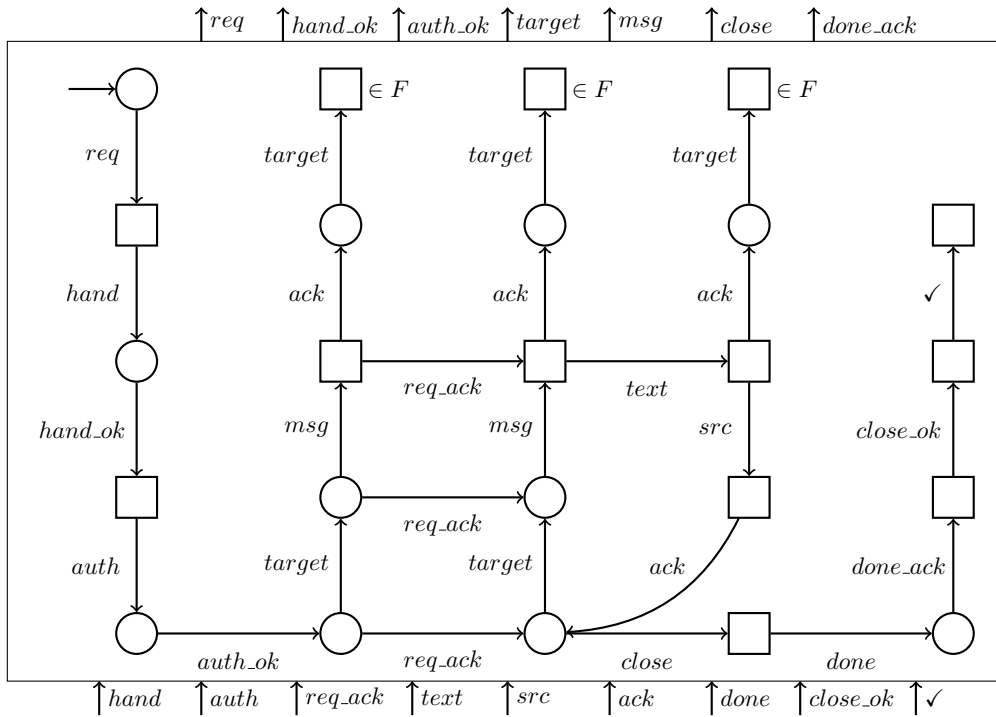 req hand_ok auth_ok target msg close done_ack
∈ F ∈ F ∈ F
req target target target
hand ack ack ack ✓
req_ack text
hand_ok msg msg src close_ok
req_ack
auth target target ack done_ack
auth_ok req_ack close done
hand auth req_ack text src ack done close_ok ✓